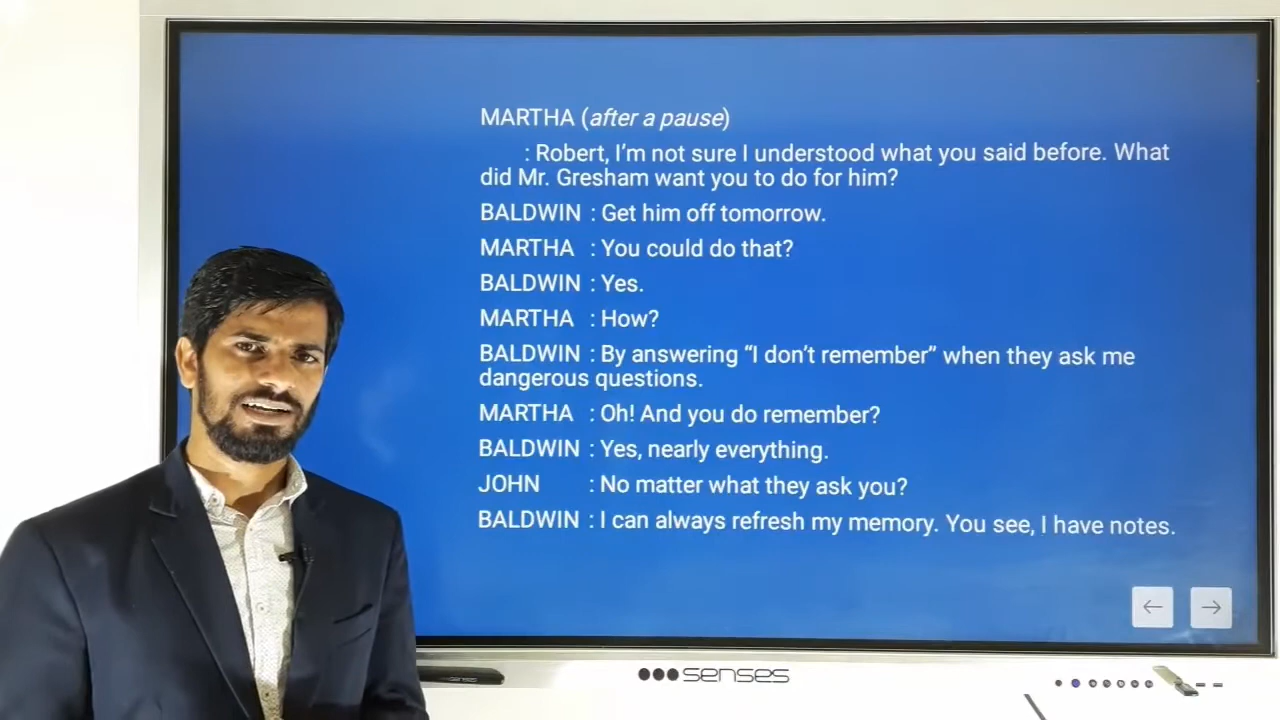 MARTHA (after a pause)
: Robert, I'm not sure I understood what you said before. What
did Mr. Gresham want you to do for him?
BALDWIN : Get him off tomorrow.
MARTHA : You could do that?
BALDWIN : Yes.
MARTHA : How?
BALDWIN : By answering “I don't remember” when they ask me
dangerous questions.
MARTHA : Oh! And you do remember?
BALDWIN : Yes, nearly everything.
JOHN : No matter what they ask you?
BALDWIN : I can always refresh my memory. You see, I have notes.
senses